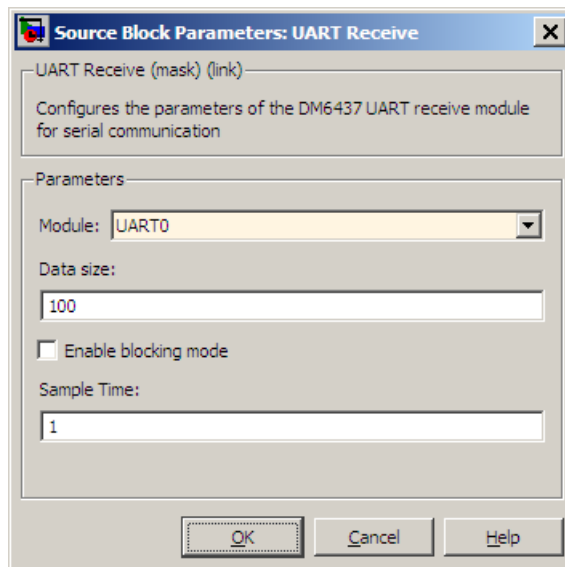 Source Block Parameters: UART Receive
UART Receive (mask) (link)
Configures the parameters of the DM6437 UART receive module
for serial communication
Parameters
Module: UART0
Data size:
100
Enable blocking mode
Sample Time:
1
OK Cancel Help